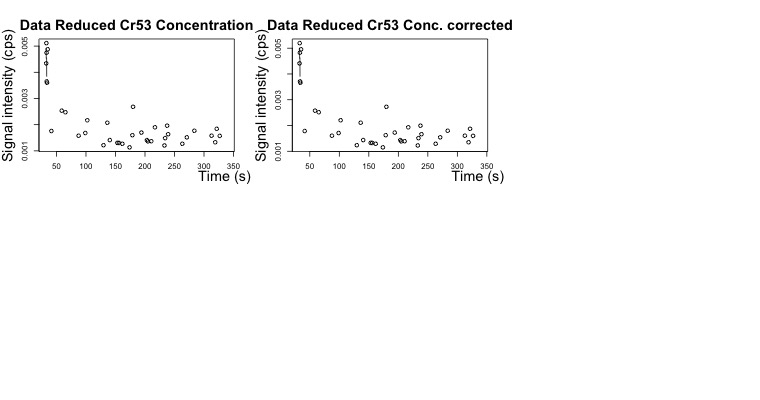 Data Reduced Cr53 Concentration
Signal intensity (cps)
0.005
0.003
0.001
50 100 150 200 250 300 350
Time (s)
Data Reduced Cr53 Conc. corrected
Signal intensity (cps)
0.005
0.003
0.001
50 100 150 200 250 300 350
Time (s)